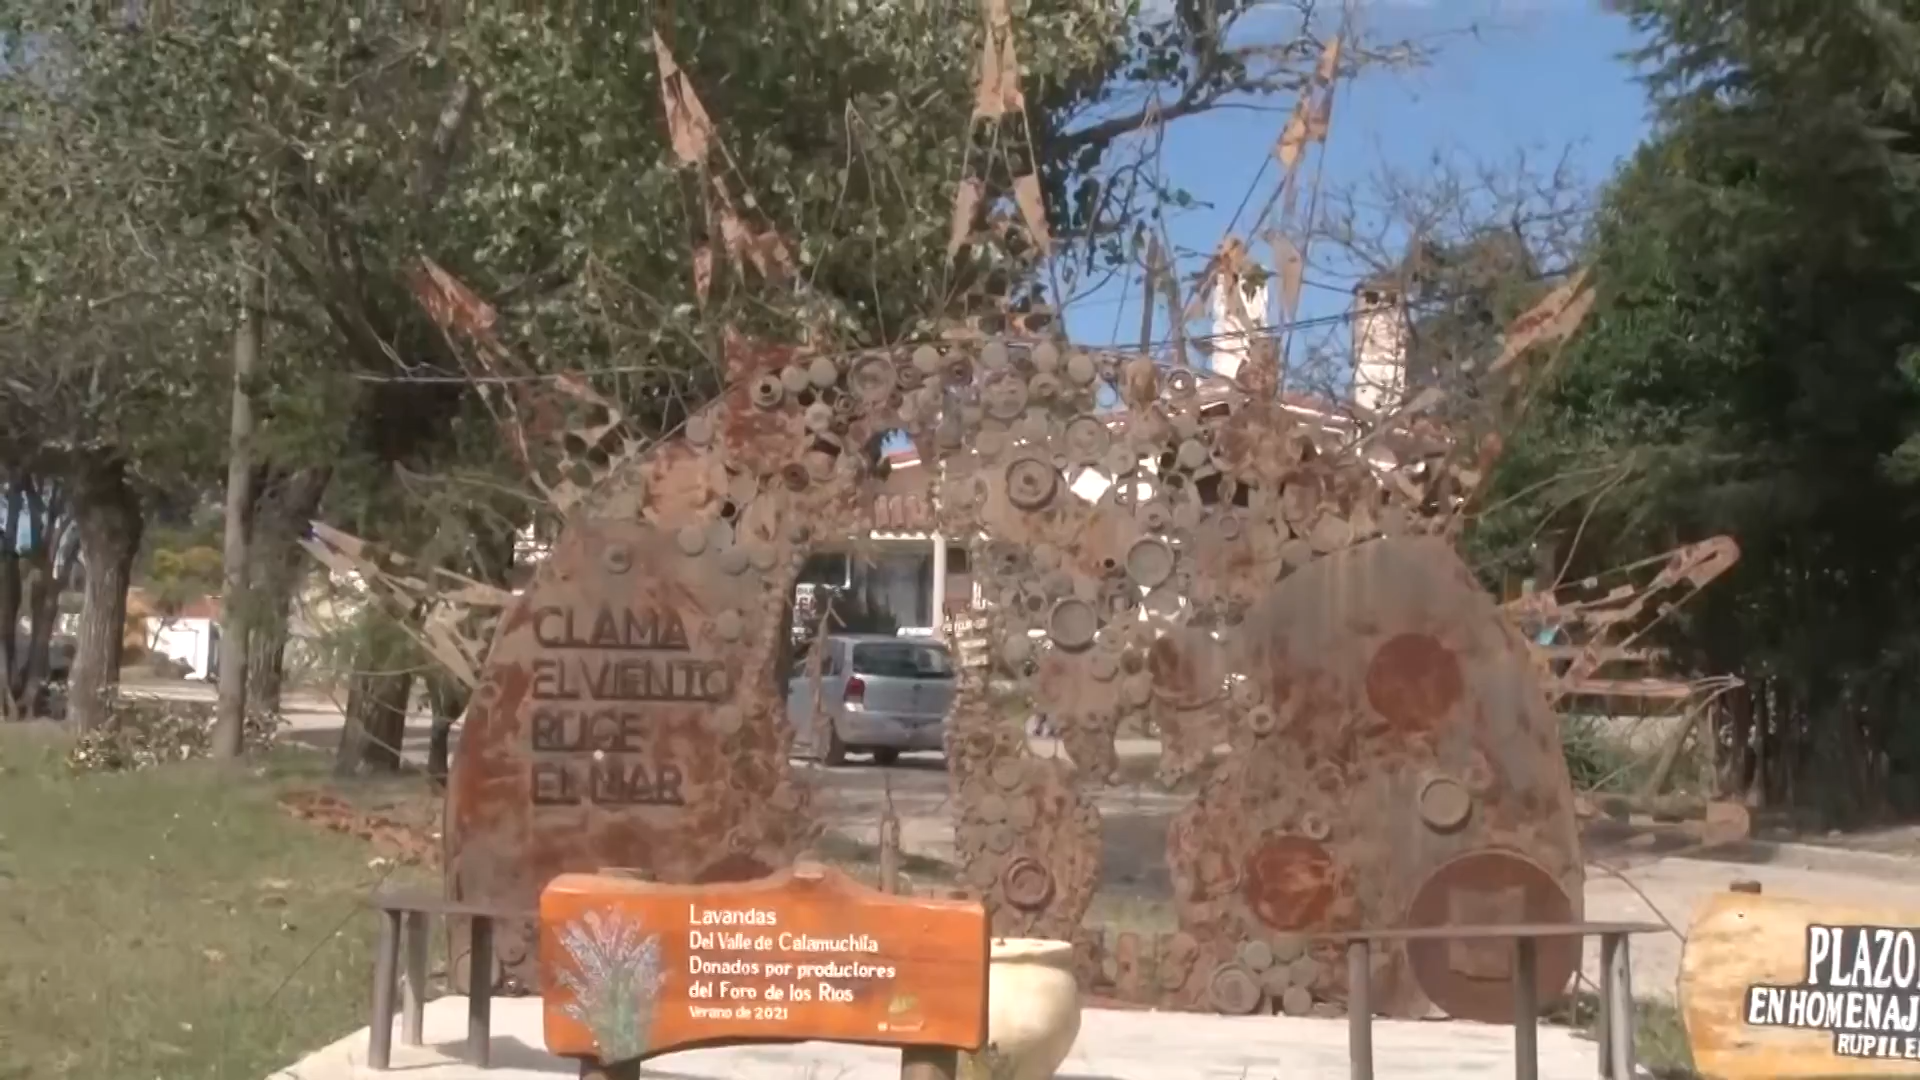 CLAMA
EL VIENTO
RUGE
EL MAR
Lavandas
Del Valle de Calamuchila
Donados por productores
del Foro de los Rios
Verano de 2021
PLAZO
EN HOMENAJ
RUPILE